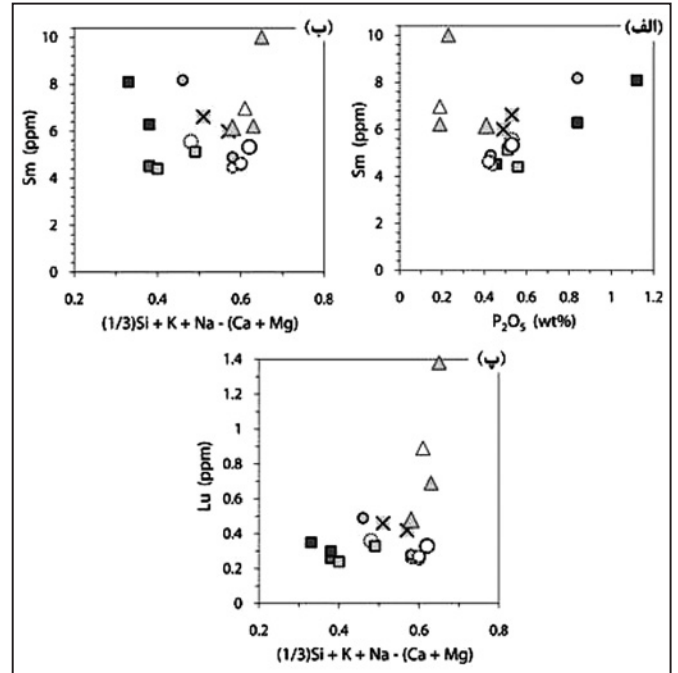 (ب)
10
8
6
4
2
0
Sm (ppm)
0.2 0.4 0.6 0.8
(1/3)Si + K + Na - (Ca + Mg)
(الف)
10
8
6
4
2
0
Sm (ppm)
0 0.2 0.4 0.6 0.8 1 1.2
P₂O₅ (wt%)
(پ)
1.4
1.2
1
0.8
0.6
0.4
0.2
0
Lu (ppm)
0.2 0.4 0.6 0.8
(1/3)Si + K + Na - (Ca + Mg)